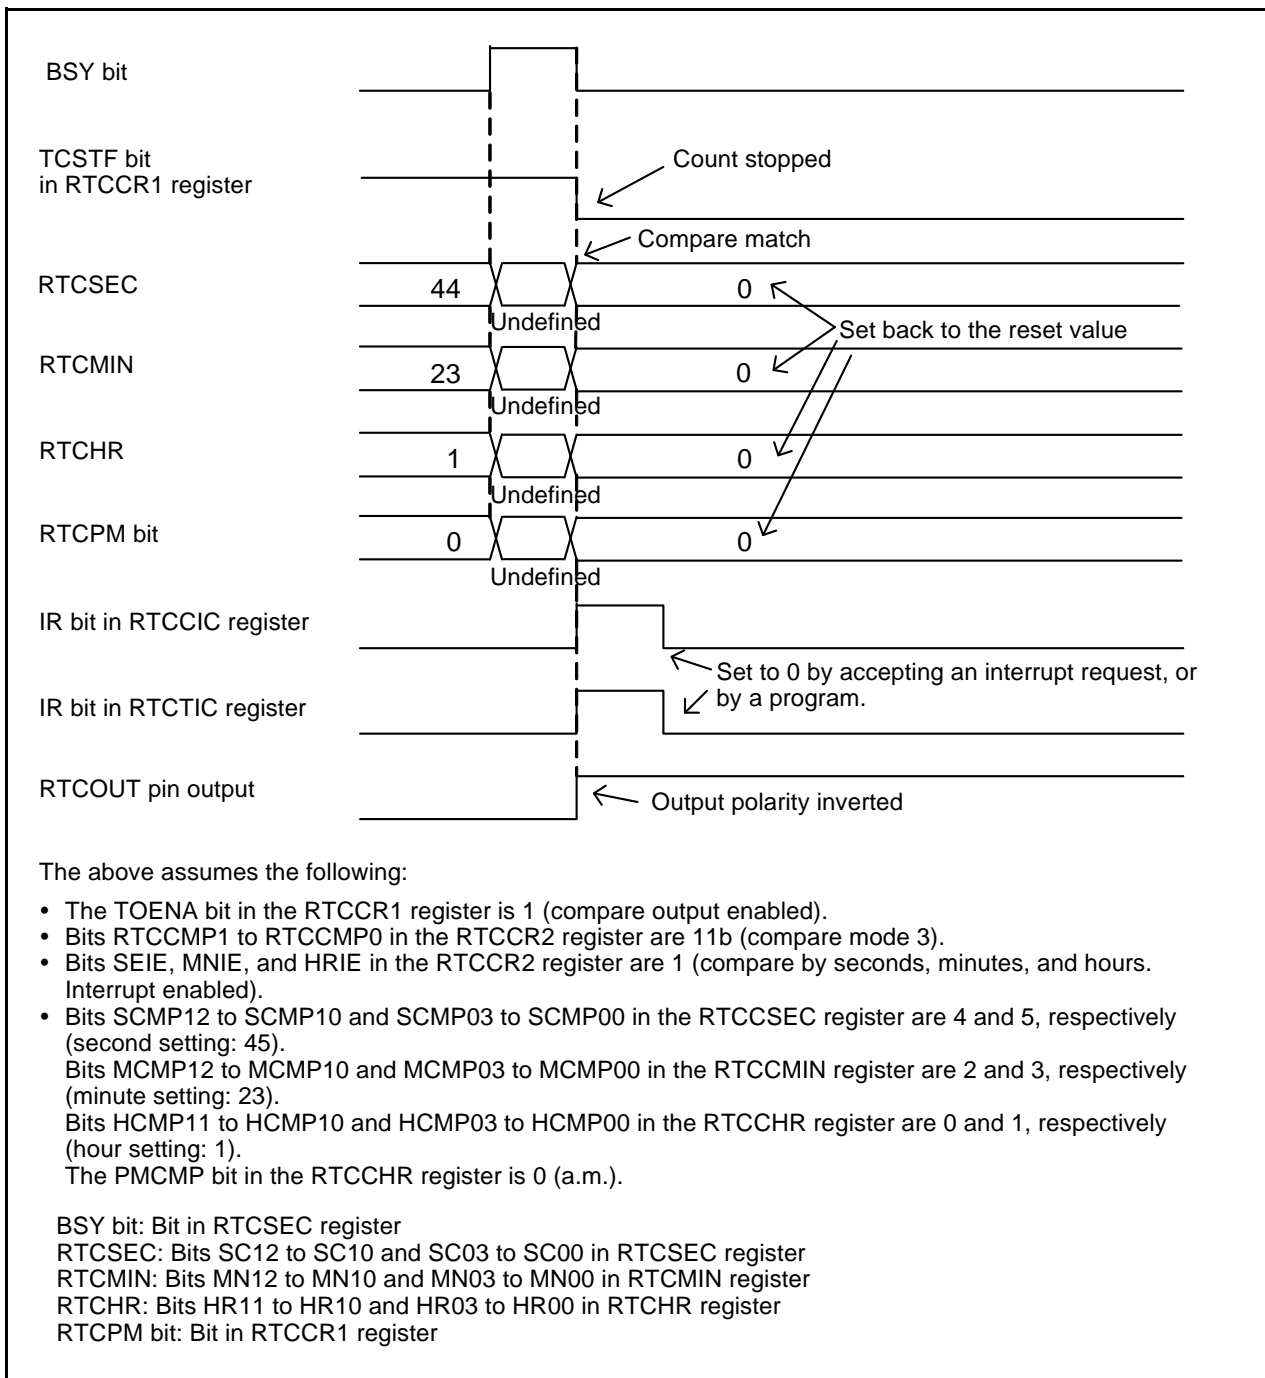 BSY bit
TCSTF bit
in RTCCR1 register
Count stopped
Compare match
RTCSEC
44
0
Undefined
Set back to the reset value
RTCMIN
23
0
Undefined
RTCHR
1
0
Undefined
RTCPM bit
0
0
Undefined
IR bit in RTCCIC register
Set to 0 by accepting an interrupt request, or
by a program.
IR bit in RTCTIC register
RTCOUT pin output
Output polarity inverted
The above assumes the following:
• The TOENA bit in the RTCCR1 register is 1 (compare output enabled).
• Bits RTCCMP1 to RTCCMP0 in the RTCCR2 register are 11b (compare mode 3).
• Bits SEIE, MNIE, and HRIE in the RTCCR2 register are 1 (compare by seconds, minutes, and hours.
Interrupt enabled).
• Bits SCMP12 to SCMP10 and SCMP03 to SCMP00 in the RTCCSEC register are 4 and 5, respectively
(second setting: 45).
Bits MCMP12 to MCMP10 and MCMP03 to MCMP00 in the RTCCMIN register are 2 and 3, respectively
(minute setting: 23).
Bits HCMP11 to HCMP10 and HCMP03 to HCMP00 in the RTCCHR register are 0 and 1, respectively
(hour setting: 1).
The PMCMP bit in the RTCCHR register is 0 (a.m.).
BSY bit: Bit in RTCSEC register
RTCSEC: Bits SC12 to SC10 and SC03 to SC00 in RTCSEC register
RTCMIN: Bits MN12 to MN10 and MN03 to MN00 in RTCMIN register
RTCHR: Bits HR11 to HR10 and HR03 to HR00 in RTCHR register
RTCPM bit: Bit in RTCCR1 register